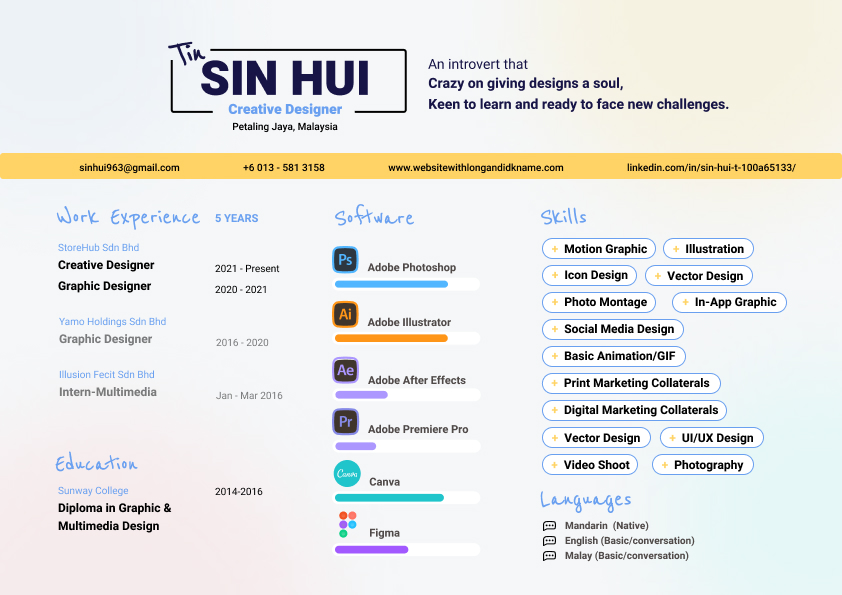 Tin
SIN HUI
Creative Designer
Petaling Jaya, Malaysia
An introvert that
Crazy on giving designs a soul,
Keen to learn and ready to face new challenges.
sinhui963@gmail.com
+6 013 - 581 3158
www.websitewithlongandidkname.com
linkedin.com/in/sin-hui-t-100a65133/
Work Experience 5 YEARS
StoreHub Sdn Bhd
Creative Designer 2021 - Present
Graphic Designer 2020 - 2021
Yamo Holdings Sdn Bhd
Graphic Designer 2016 - 2020
Illusion Fecit Sdn Bhd
Intern-Multimedia Jan - Mar 2016
Education
Sunway College 2014-2016
Diploma in Graphic &
Multimedia Design
Software
Ps Adobe Photoshop
Ai Adobe Illustrator
Ae Adobe After Effects
Pr Adobe Premiere Pro
Canva Canva
Figma
Skills
+ Motion Graphic + Illustration
+ Icon Design + Vector Design
+ Photo Montage + In-App Graphic
+ Social Media Design
+ Basic Animation/GIF
+ Print Marketing Collaterals
+ Digital Marketing Collaterals
+ Vector Design + UI/UX Design
+ Video Shoot + Photography
Languages
Mandarin (Native)
English (Basic/conversation)
Malay (Basic/conversation)